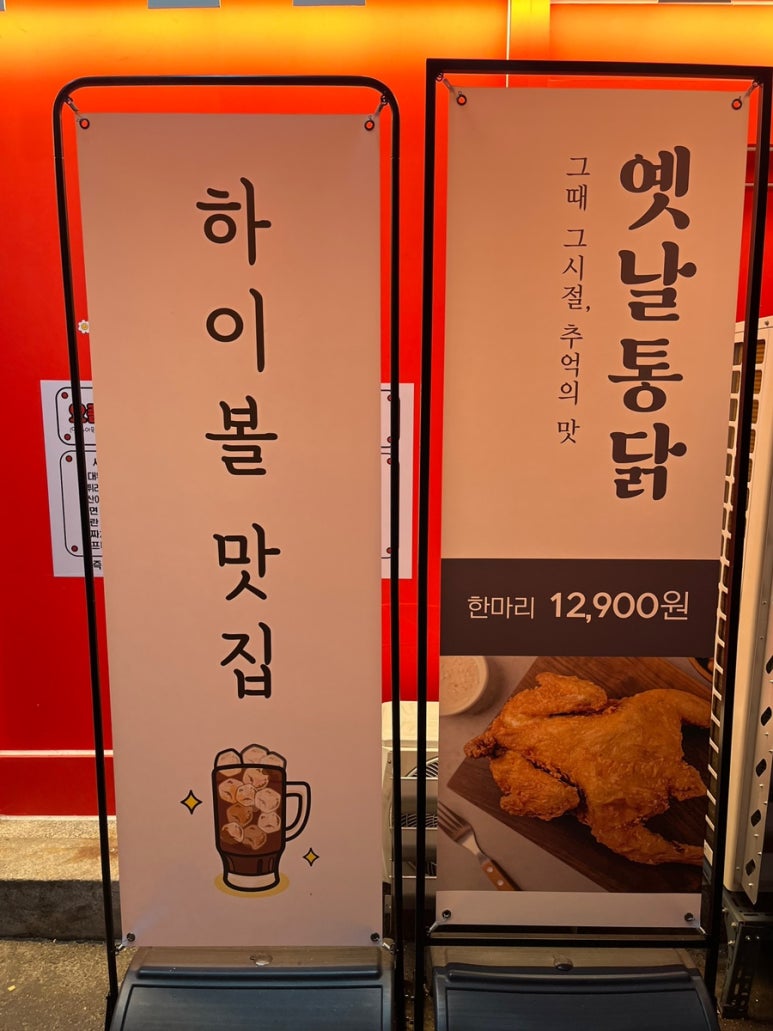 하이볼 맛집
옛날통닭
그때 그시절, 추억의 맛
한마리 12,900원